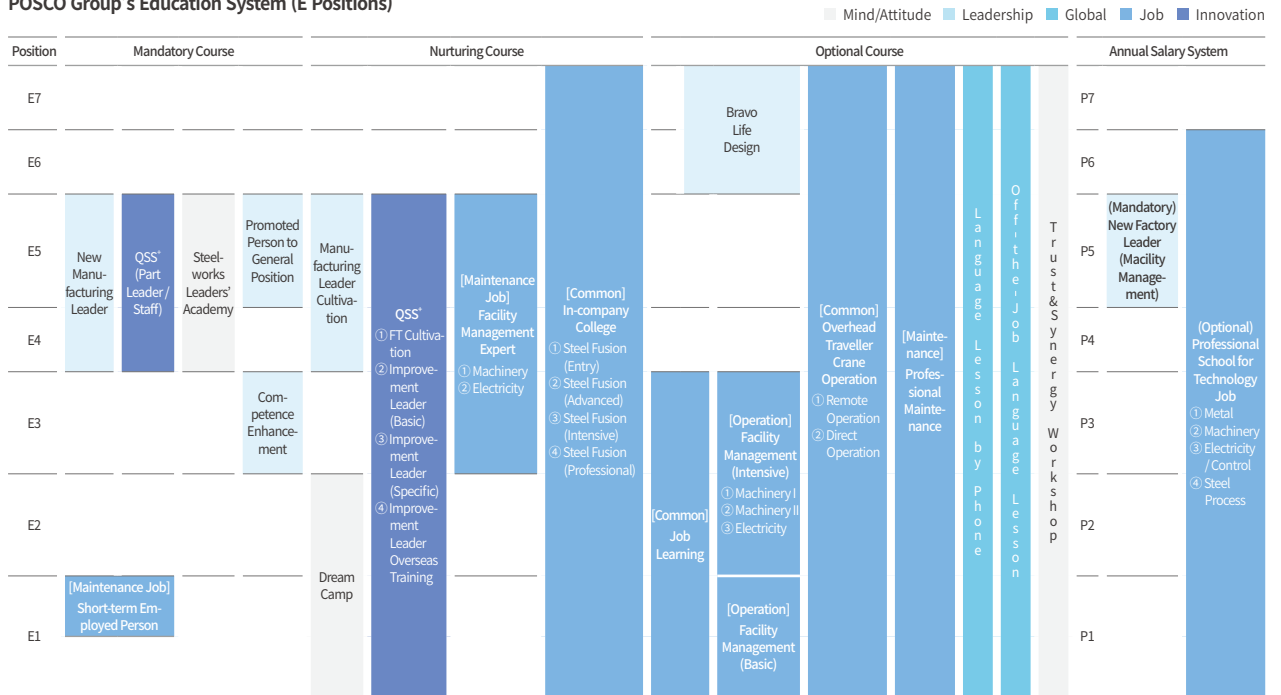 POSCO Group's Education System (E Positions)
Mind/Attitude
Leadership
Global
Job
Innovation
Position
Mandatory Course
Nurturing Course
Optional Course
Annual Salary System
E7
E6
E5
E4
E3
E2
E1
New
Manu-
facturing
Leader
QSS+
(Part
Leader /
Staff)
Steel-
works
Leaders'
Academy
Promoted
Person to
General
Position
Com-
petence
Enhance-
ment
[Maintenance Job]
Short-term Em-
ployed Person
Manu-
facturing
Leader
Cultiva-
tion
Dream
Camp
QSS+
① FT Cultiva-
tion
② Improve-
ment
Leader
(Basic)
③ Improve-
ment
Leader
(Specific)
④ Improve-
ment
Leader
Overseas
Training
[Maintenance
Job]
Facility
Management
Expert
① Machinery
② Electricity
[Common]
In-company
College
① Steel Fusion
(Entry)
② Steel Fusion
(Advanced)
③ Steel Fusion
(Intensive)
④ Steel Fusion
(Professional)
Bravo
Life
Design
[Common]
Job
Learning
[Operation]
Facility
Management
(Intensive)
① Machinery I
② Machinery II
③ Electricity
[Operation]
Facility
Management
(Basic)
[Common]
Overhead
Traveller
Crane
Operation
① Remote
Operation
② Direct
Operation
[Mainte-
nance]
Profes-
sional
Mainte-
nance
Language Lesson by Phone
Off-the-Job Language Lesson
Trust&Synergy Workshop
P7
P6
P5
P4
P3
P2
P1
(Mandatory)
New Factory
Leader
(Macility
Manage-
ment)
(Optional)
Professional
School for
Technology
Job
① Metal
② Machinery
③ Electricity
/ Control
④ Steel
Process